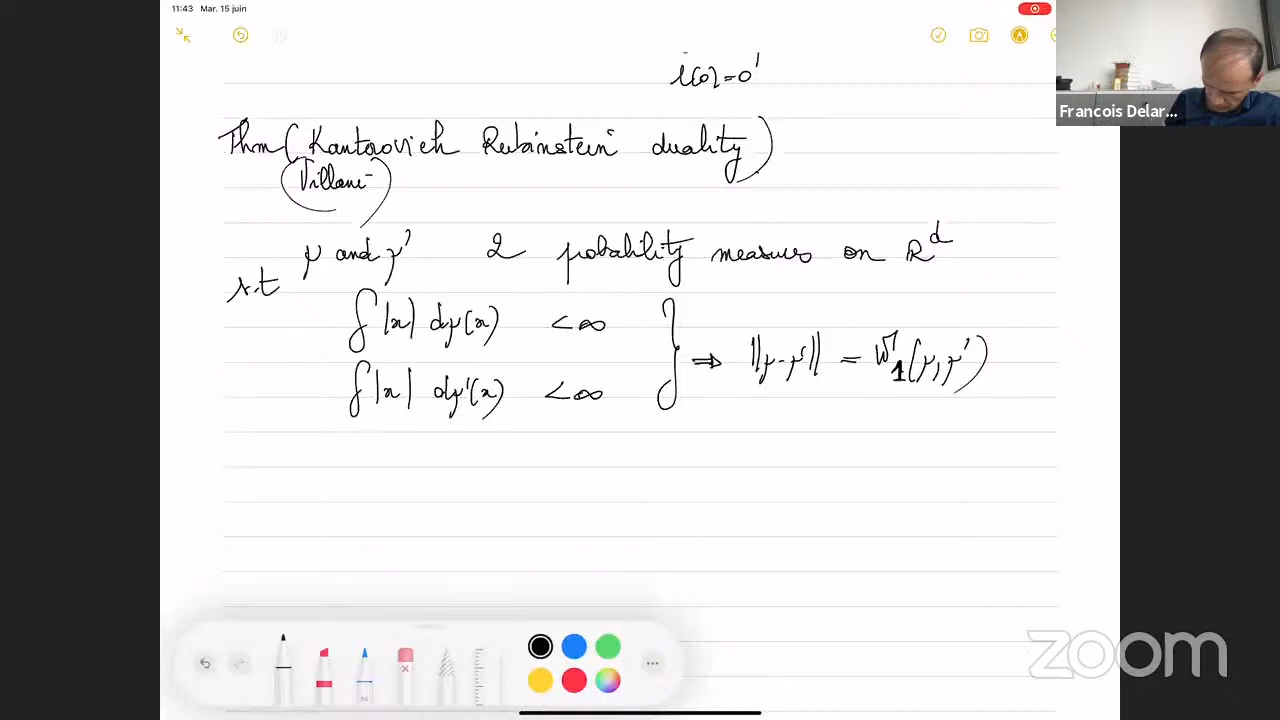 11:43 Mar. 15 juin
l(0)=0
Thm (Kantorovich Rubinstein duality)
(Villani)
μ and μ' 2 probability measures on R^d
s.t
∫ |x| dμ(x) < ∞
∫ |x| dμ'(x) < ∞
} ⇒ ||μ-μ'|| = W_1(μ,μ')
Francois Delar...
zoom